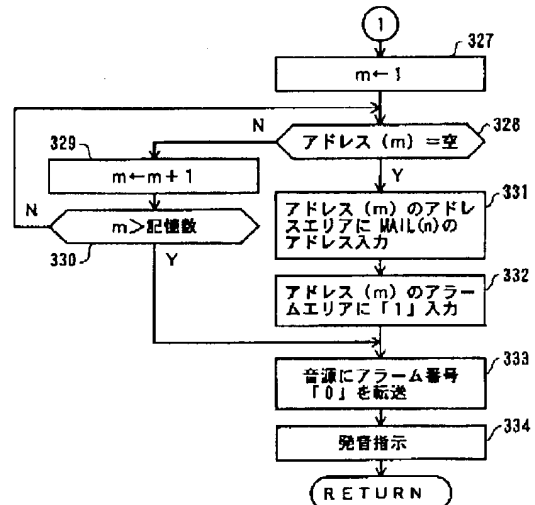 1
327
m←1
N
328
アドレス（m）＝空
329
m←m＋1
Y
331
アドレス（m）のアドレ
スエリアに MAIL(n)の
アドレス入力
N
m＞記憶数
330
Y
332
アドレス（m）のアラー
ムエリアに「1」入力
333
音源にアラーム番号
「0」を転送
334
発音指示
RETURN